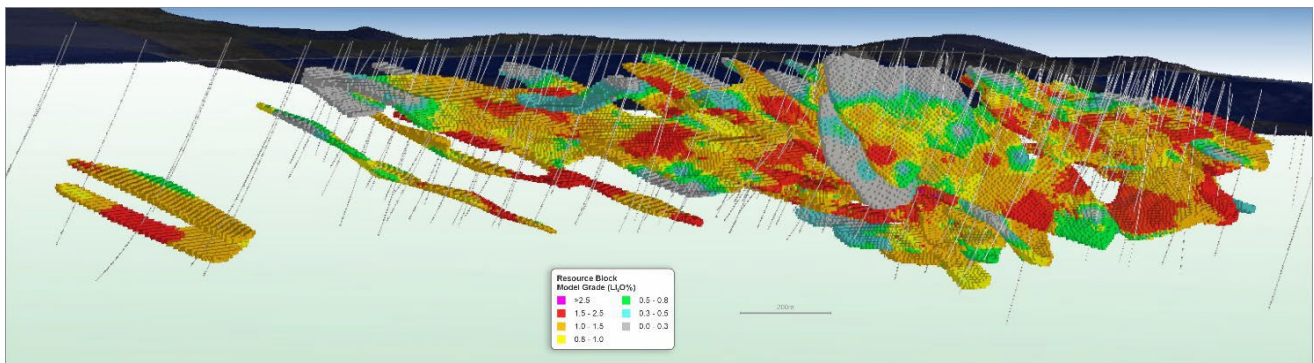 Resource Block
Model Grade (Li₂O%)
>2.5
1.5 - 2.5
1.0 - 1.5
0.8 - 1.0
0.5 - 0.8
0.3 - 0.5
0.0 - 0.3
200m